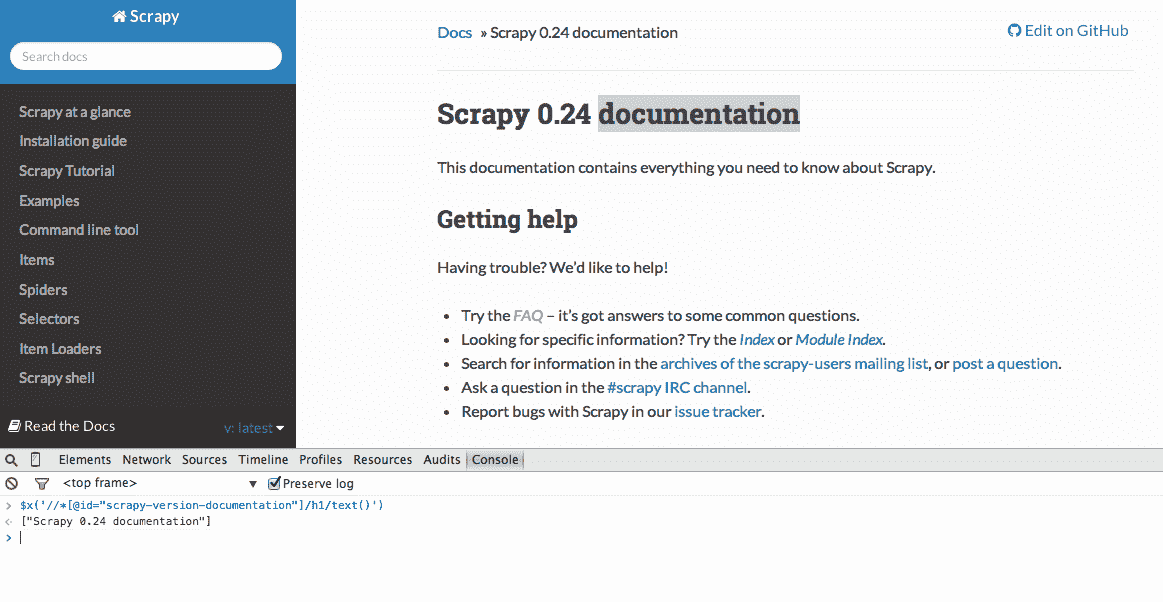 Scrapy
Search docs
Scrapy at a glance
Installation guide
Scrapy Tutorial
Examples
Command line tool
Items
Spiders
Selectors
Item Loaders
Scrapy shell
Read the Docs v: latest
Docs » Scrapy 0.24 documentation
Edit on GitHub
Scrapy 0.24 documentation
This documentation contains everything you need to know about Scrapy.
Getting help
Having trouble? We’d like to help!
• Try the FAQ – it’s got answers to some common questions.
• Looking for specific information? Try the Index or Module Index.
• Search for information in the archives of the scrapy-users mailing list, or post a question.
• Ask a question in the #scrapy IRC channel.
• Report bugs with Scrapy in our issue tracker.
Elements Network Sources Timeline Profiles Resources Audits Console
<top frame> Preserve log
$x('//*[@id="scrapy-version-documentation"]/h1/text()')
["Scrapy 0.24 documentation"]